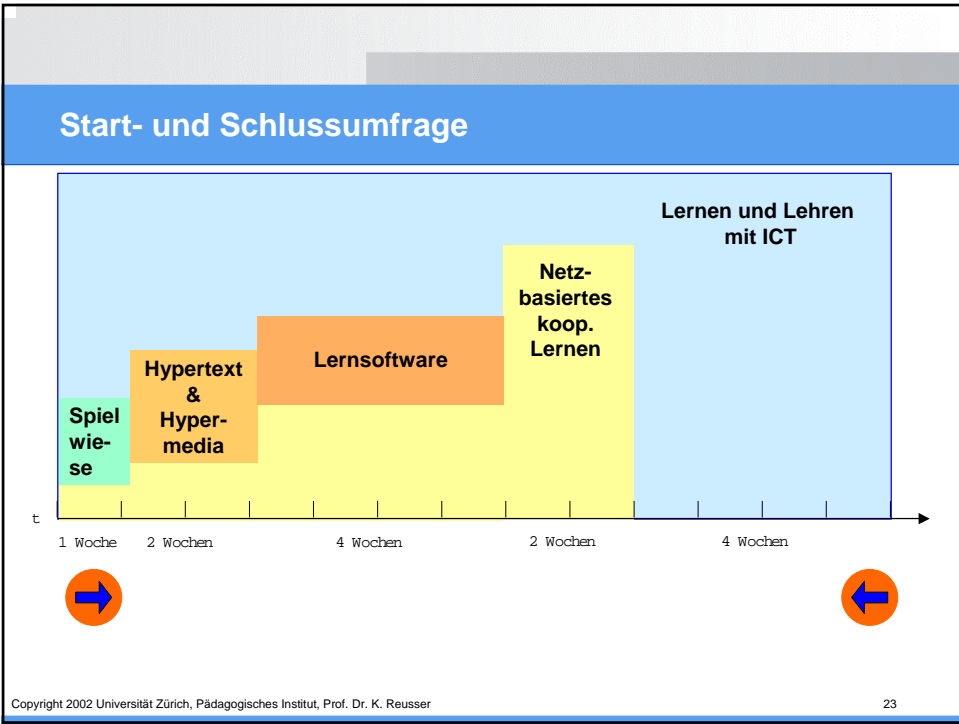 Start- und Schlussumfrage
Lernen und Lehren
mit ICT
Netz-
basiertes
koop.
Lernen
Lernsoftware
Hypertext
&
Hyper-
media
Spiel
wie-
se
t
1 Woche
2 Wochen
4 Wochen
2 Wochen
4 Wochen
Copyright 2002 Universität Zürich, Pädagogisches Institut, Prof. Dr. K. Reusser
23